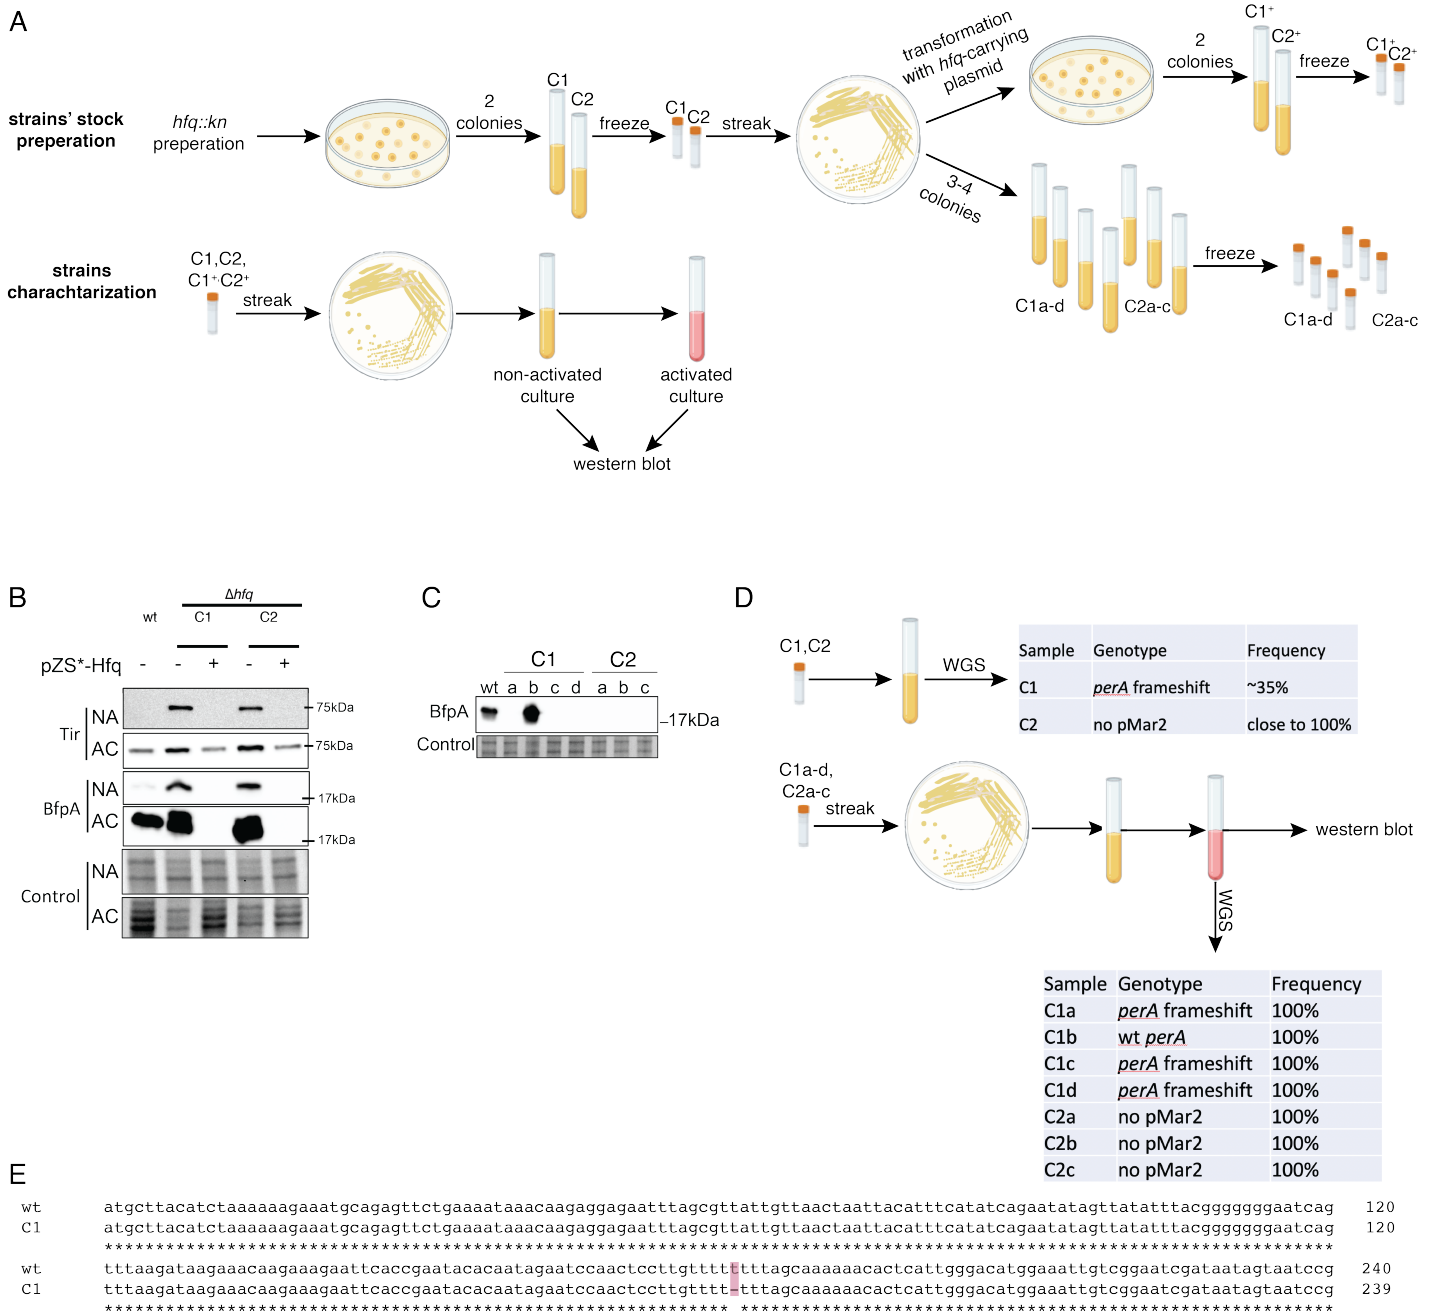 A
strains' stock
preperation
hfq::kn
preperation
2
colonies
C1
C2
freeze
C1
C2
streak
transformation
with hfq-carrying
plasmid
2
colonies
C1+
C2+
freeze
C1+
C2+
3-4
colonies
C1a-d
C2a-c
freeze
C1a-d
C2a-c
strains
charachtarization
C1,C2,
C1+,C2+
streak
non-activated
culture
activated
culture
western blot
B
Δhfq
wt
C1
C2
pZS*-Hfq
- - + - +
Tir
NA
75kDa
AC
75kDa
BfpA
NA
17kDa
AC
17kDa
Control
NA
AC
C
C1
C2
wt a b c d a b c
BfpA
17kDa
Control
D
C1,C2
WGS
Sample Genotype Frequency
C1 perA frameshift ~35%
C2 no pMar2 close to 100%
C1a-d,
C2a-c
streak
western blot
WGS
Sample Genotype Frequency
C1a perA frameshift 100%
C1b wt perA 100%
C1c perA frameshift 100%
C1d perA frameshift 100%
C2a no pMar2 100%
C2b no pMar2 100%
C2c no pMar2 100%
E
wt atgcttacatctaaaaaagaaatgcagagttctgaaaataaacaagaggagaatttagcgttattgttaactaattacatttcatatcagaatatagttatatttacggggggggaatcag 120
C1 atgcttacatctaaaaaagaaatgcagagttctgaaaataaacaagaggagaatttagcgttattgttaactaattacatttcatatcagaatatagttatatttacggggggggaatcag 120
************************************************************************************************************************
wt tttaagataagaaacaagaaagaattcaccgaatacacaatagaatccaactccttgtttttttttagcaaaaaacactcattgggacatggaaattgtcggaatcgataatagtaatccg 240
C1 tttaagataagaaacaagaaagaattcaccgaatacacaatagaatccaactccttgtttt-tttagcaaaaaacactcattgggacatggaaattgtcggaatcgataatagtaatccg 239
************************************************************* **********************************************************